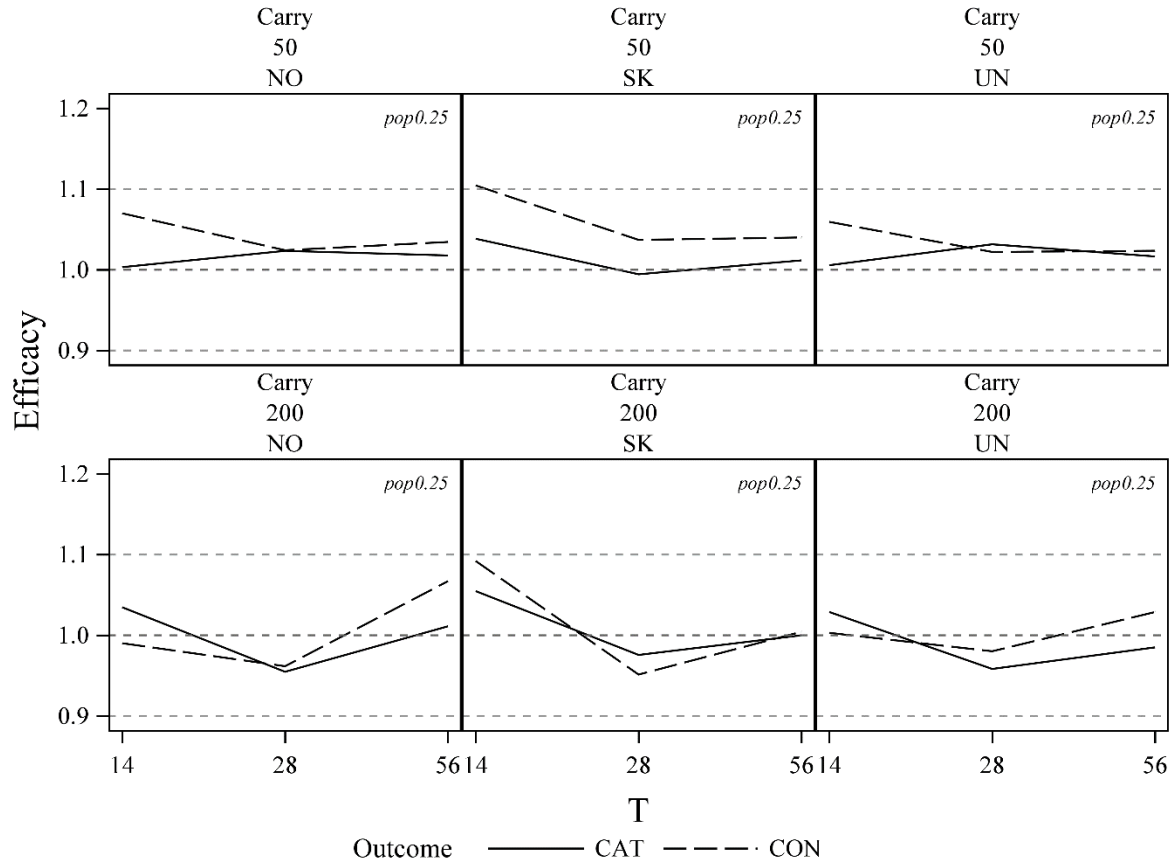 Carry Carry Carry
50 50 50
NO SK UN
1.2 pop0.25 pop0.25 pop0.25
1.1
1.0
0.9
Efficacy
Carry Carry Carry
200 200 200
NO SK UN
1.2 pop0.25 pop0.25 pop0.25
1.1
1.0
0.9
14 28 56 14 28 56 14 28 56
T
Outcome CAT CON